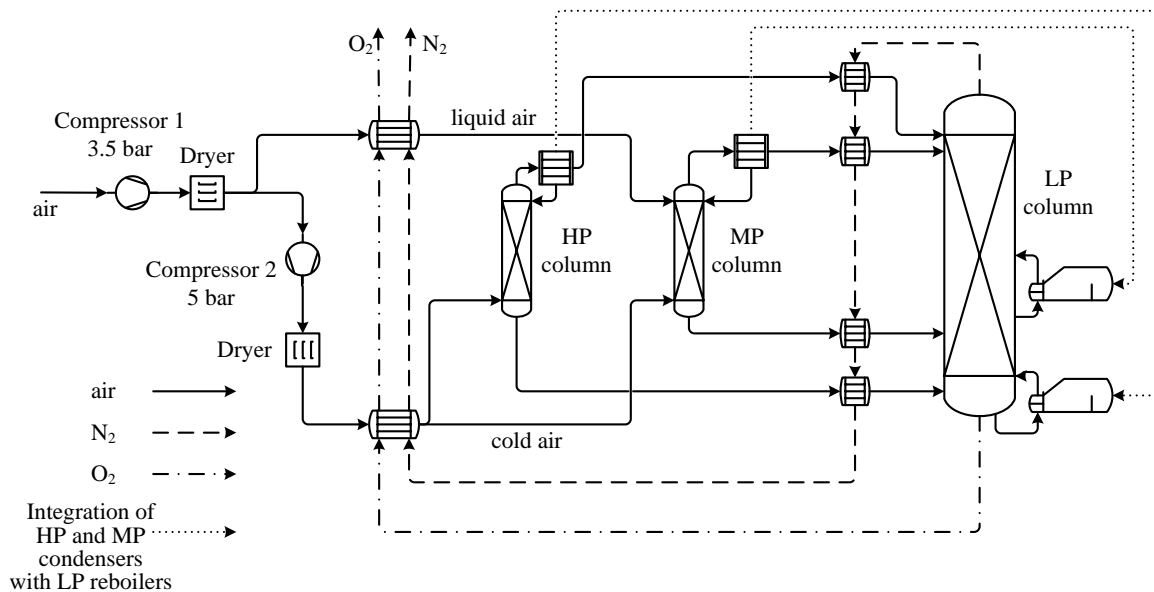 O₂
N₂
Compressor 1
3.5 bar
Dryer
air
liquid air
HP
column
MP
column
LP
column
Compressor 2
5 bar
Dryer
cold air
air
N₂
O₂
Integration of
HP and MP
condensers
with LP reboilers